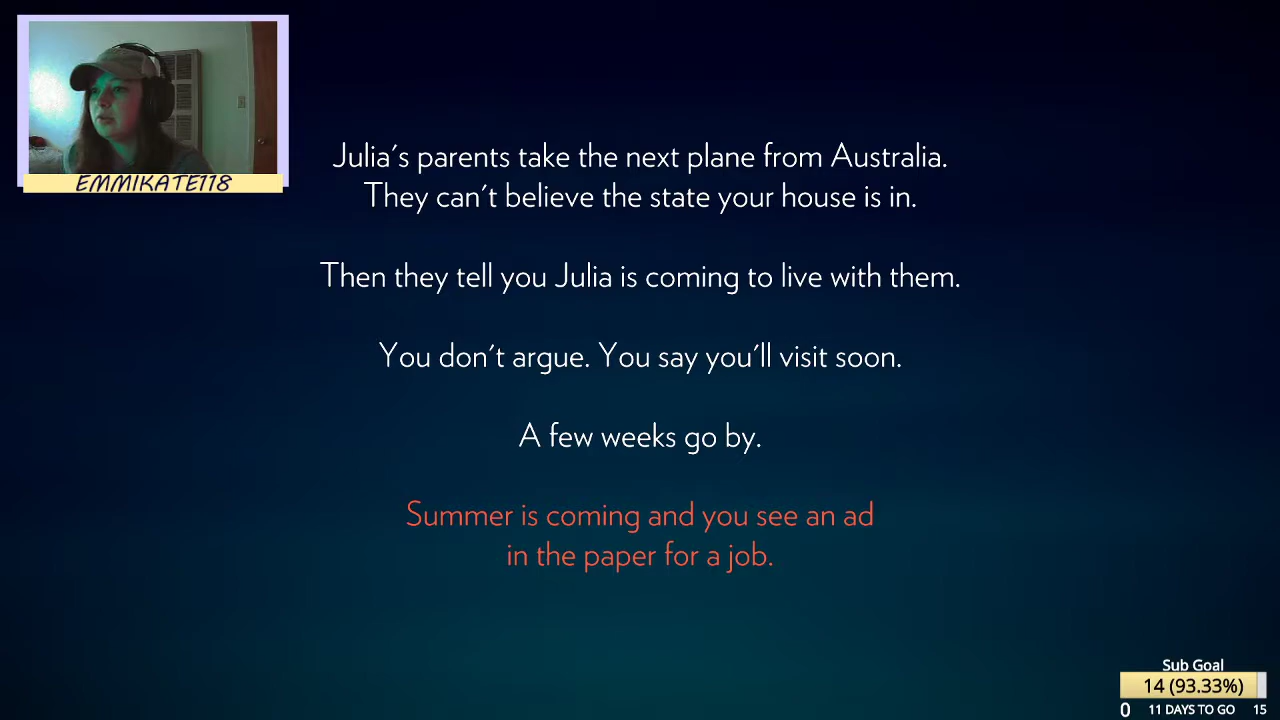 EMMIKATE118
Julia's parents take the next plane from Australia.
They can't believe the state your house is in.
Then they tell you Julia is coming to live with them.
You don't argue. You say you'll visit soon.
A few weeks go by.
Summer is coming and you see an ad
in the paper for a job.
Sub Goal
14 (93.33%)
0 11 DAYS TO GO 15